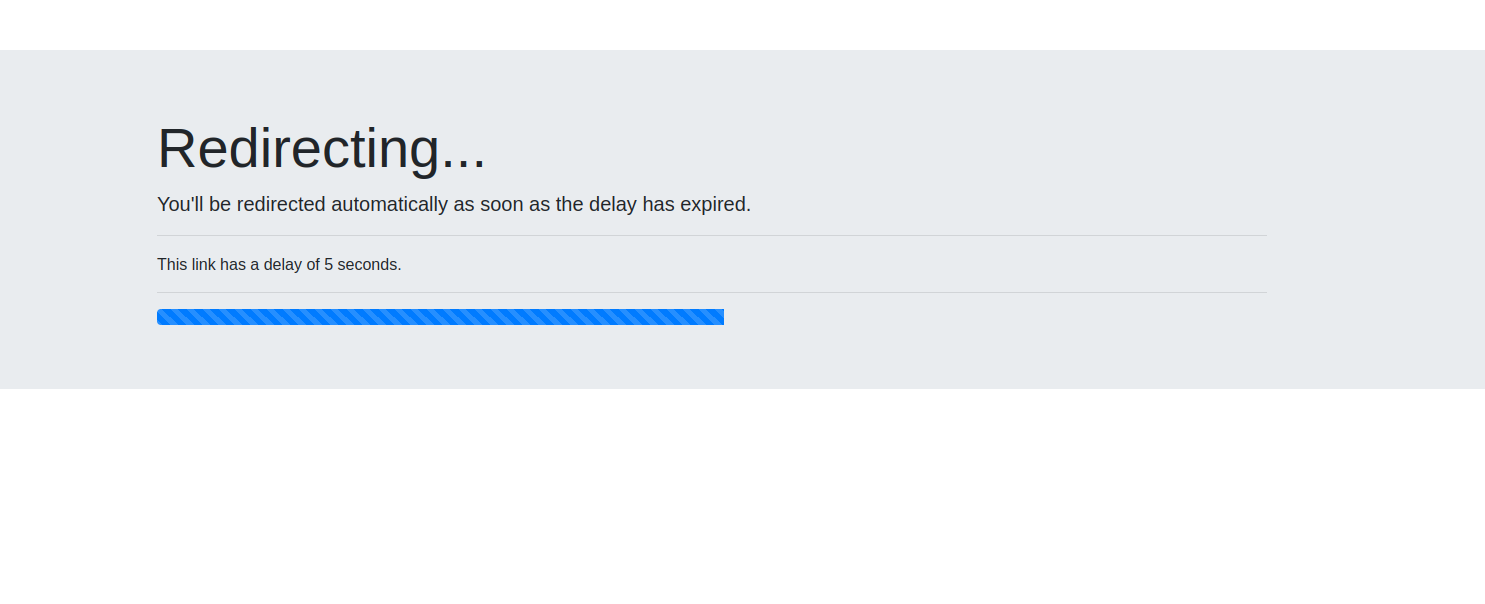 Redirecting...
You'll be redirected automatically as soon as the delay has expired.
This link has a delay of 5 seconds.